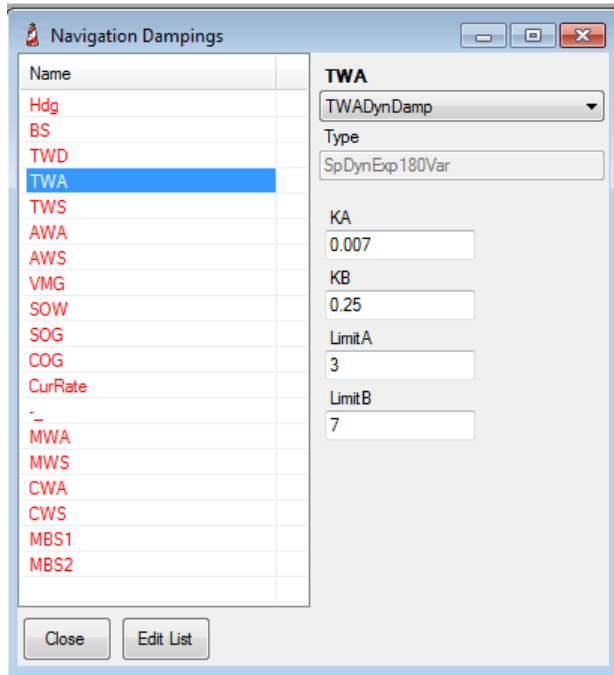 Navigation Dampings
Name
Hdg
BS
TWD
TWA
TWS
AWA
AWS
VMG
SOW
SOG
COG
CurRate
-_
MWA
MWS
CWA
CWS
MBS1
MBS2
TWA
TWADynDamp
Type
SpDynExp180Var
KA
0.007
KB
0.25
LimitA
3
LimitB
7
Close
Edit List